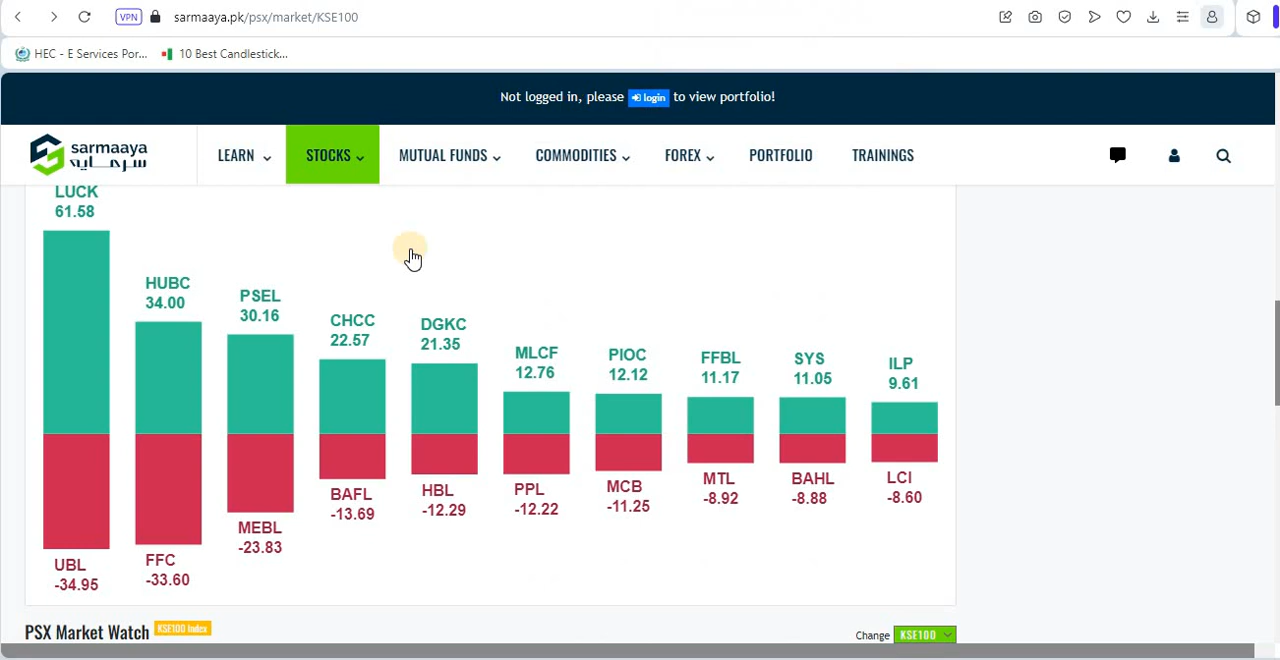 VPN
sarmaaya.pk/psx/market/KSE100
HEC - E Services Por...
10 Best Candlestick...
Not logged in, please login to view portfolio!
sarmaaya
سرمایہ
LEARN
STOCKS
MUTUAL FUNDS
COMMODITIES
FOREX
PORTFOLIO
TRAININGS
LUCK
61.58
HUBC
34.00
PSEL
30.16
CHCC
22.57
DGKC
21.35
MLCF
12.76
PIOC
12.12
FFBL
11.17
SYS
11.05
ILP
9.61
UBL
-34.95
FFC
-33.60
MEBL
-23.83
BAFL
-13.69
HBL
-12.29
PPL
-12.22
MCB
-11.25
MTL
-8.92
BAHL
-8.88
LCI
-8.60
PSX Market Watch KSE100 Index
Change KSE100